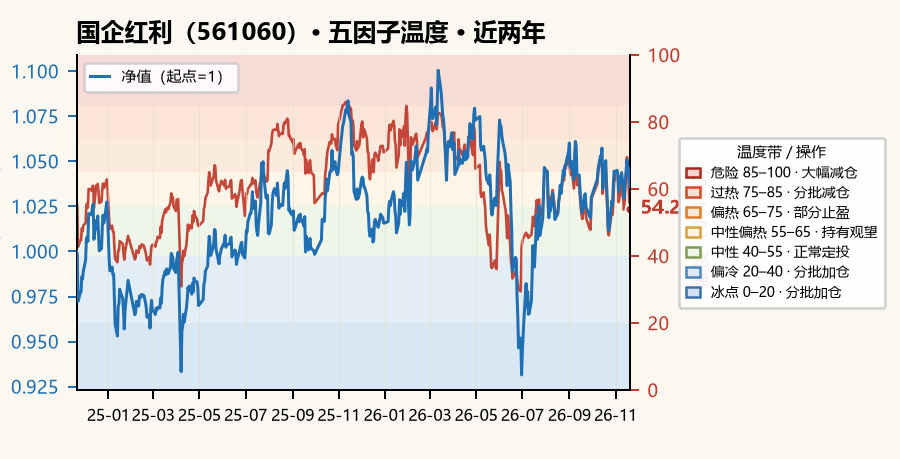 国企红利（561060）· 五因子温度 · 近两年
净值（起点=1）
1.100
1.075
1.050
1.025
1.000
0.975
0.950
0.925
100
80
60
54.2
40
20
0
25-01 25-03 25-05 25-07 25-09 25-11 26-01 26-03 26-05 26-07 26-09 26-11
温度带 / 操作
危险 85–100 · 大幅减仓
过热 75–85 · 分批减仓
偏热 65–75 · 部分止盈
中性偏热 55–65 · 持有观望
中性 40–55 · 正常定投
偏冷 20–40 · 分批加仓
冰点 0–20 · 分批加仓